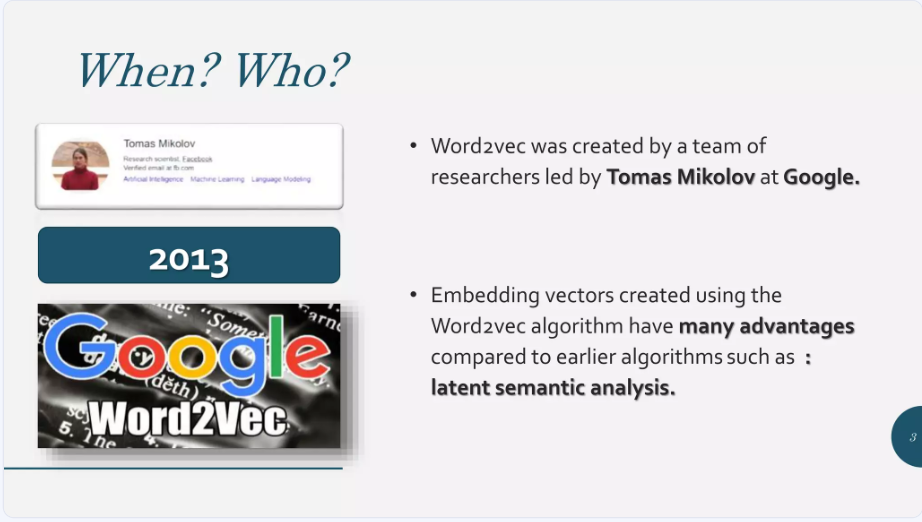 When? Who?
Tomas Mikolov
Research scientist, Facebook
Verified email at fb.com
Artificial Intelligence Machine Learning Language Modeling
2013
Google
Word2Vec
• Word2vec was created by a team of
researchers led by Tomas Mikolov at Google.
• Embedding vectors created using the
Word2vec algorithm have many advantages
compared to earlier algorithms such as :
latent semantic analysis.
3